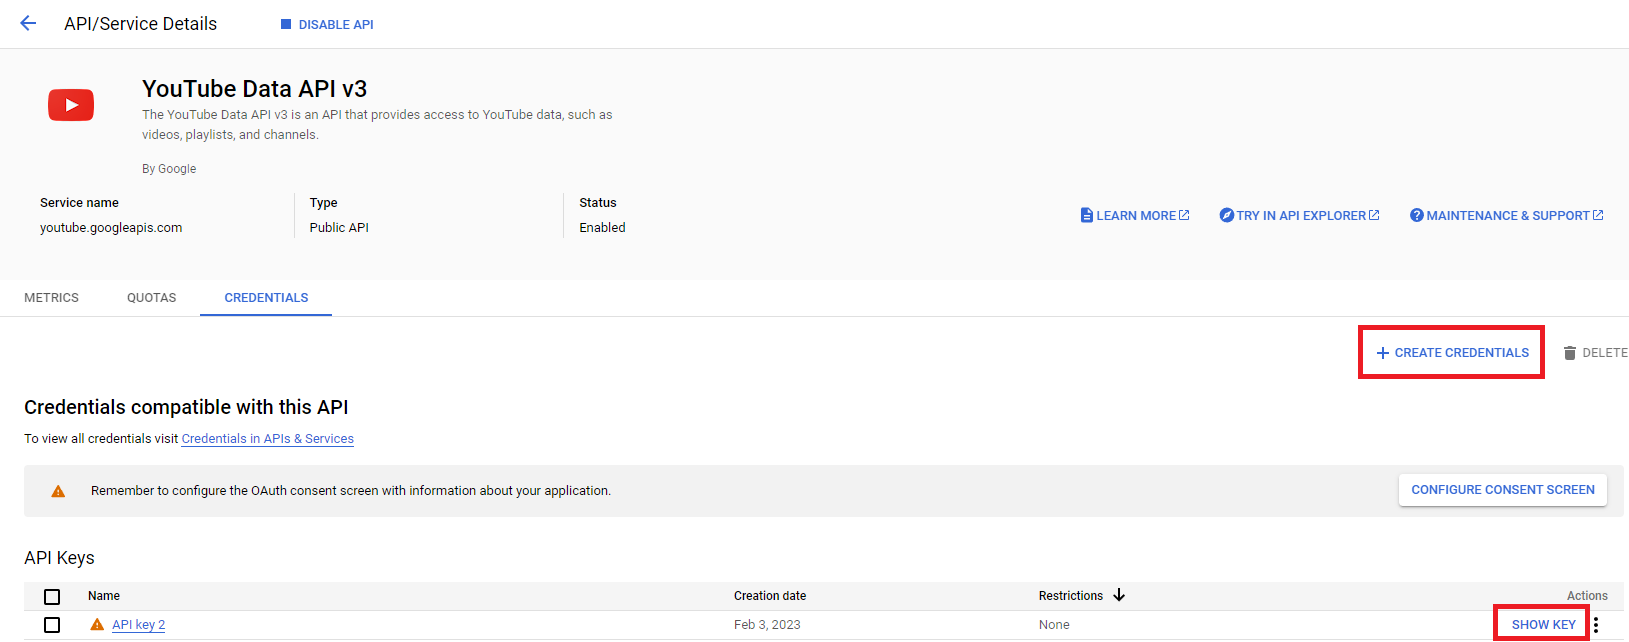 API/Service Details
DISABLE API
YouTube Data API v3
The YouTube Data API v3 is an API that provides access to YouTube data, such as
videos, playlists, and channels.
By Google
Service name
youtube.googleapis.com
Type
Public API
Status
Enabled
LEARN MORE
TRY IN API EXPLORER
MAINTENANCE & SUPPORT
METRICS
QUOTAS
CREDENTIALS
+ CREATE CREDENTIALS
DELETE
Credentials compatible with this API
To view all credentials visit Credentials in APIs & Services
Remember to configure the OAuth consent screen with information about your application.
CONFIGURE CONSENT SCREEN
API Keys
Name
Creation date
Restrictions
Actions
API key 2
Feb 3, 2023
None
SHOW KEY